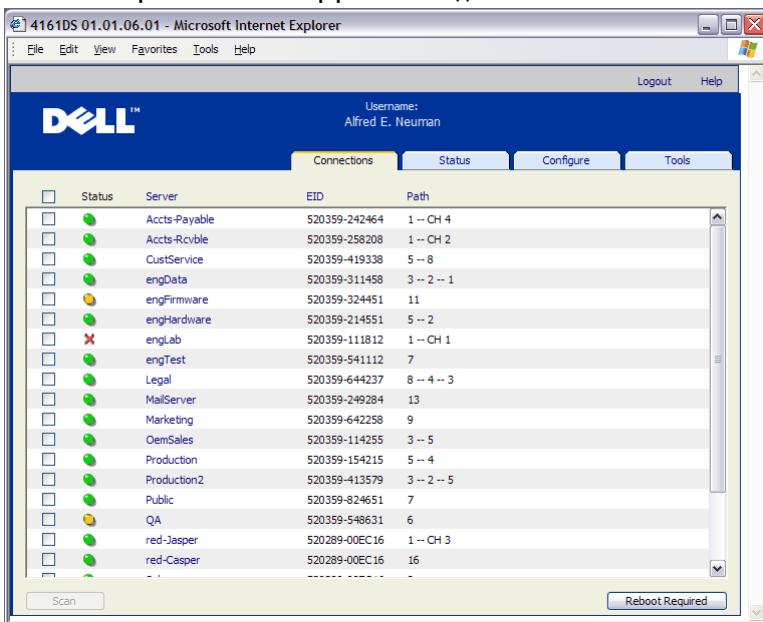 4161DS 01.01.06.01 - Microsoft Internet Explorer
File Edit View Favorites Tools Help
Logout Help
DELL™
Username:
Alfred E. Neuman
Connections Status Configure Tools
Status Server EID Path
Accts-Payable 520359-242464 1 -- CH 4
Accts-Rcvble 520359-258208 1 -- CH 2
CustService 520359-419338 5 -- 8
engData 520359-311458 3 -- 2 -- 1
engFirmware 520359-324451 11
engHardware 520359-214551 5 -- 2
engLab 520359-111812 1 -- CH 1
engTest 520359-541112 7
Legal 520359-644237 8 -- 4 -- 3
MailServer 520359-249284 13
Marketing 520359-642258 9
OemSales 520359-114255 3 -- 5
Production 520359-154215 5 -- 4
Production2 520359-413579 3 -- 2 -- 5
Public 520359-824651 7
QA 520359-548631 6
red-Jasper 520289-00EC16 1 -- CH 3
red-Casper 520289-00EC16 16
Scan Reboot Required